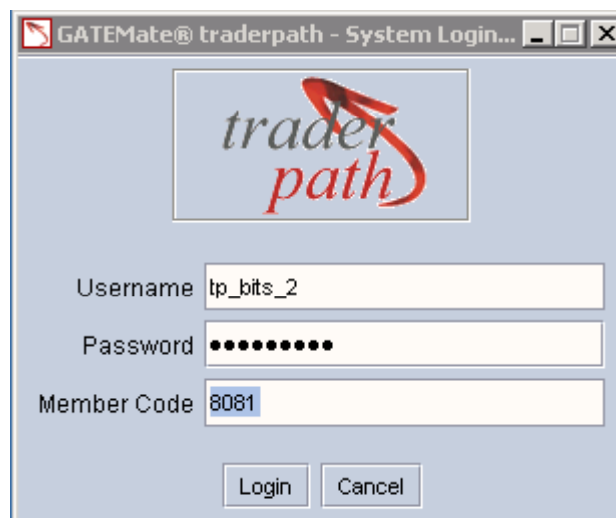 GATEMate® traderpath - System Login...
trader
path
Username tp_bits_2
Password •••••••••
Member Code 8081
Login Cancel